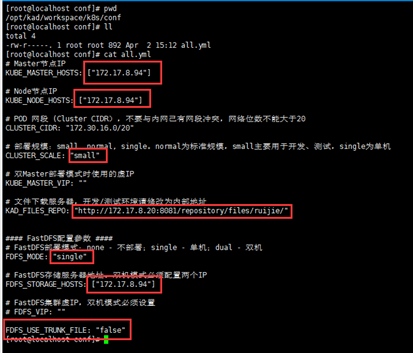 [root@localhost conf]# pwd
/opt/kad/workspace/k8s/conf
[root@localhost conf]# ll
total 4
-rw-r-----. 1 root root 892 Apr  2 15:12 all.yml
[root@localhost conf]# cat all.yml
# Master节点IP
KUBE_MASTER_HOSTS: ["172.17.8.94"]
# Node节点IP
KUBE_NODE_HOSTS: ["172.17.8.94"]
# POD 网段 (Cluster CIDR), 不要与内网已有网段冲突, 网络位数不能大于20
CLUSTER_CIDR: "172.30.16.0/20"
# 部署规模: small, normal, single。normal为标准规模, small主要用于开发、测试, single为单机
CLUSTER_SCALE: "small"
# 双Master部署模式时使用的虚IP
KUBE_MASTER_VIP: ""
# 文件下载服务器, 开发/测试环境请修改为内部地址
KAD_FILES_REPO: "http://172.17.8.20:8081/repository/files/ruijie/"
#### FastDFS配置参数 ####
# FastDFS部署模式: none - 不部署; single - 单机; dual - 双机
FDFS_MODE: "single"
# FastDFS存储服务器地址, 双机模式必须配置两个IP
FDFS_STORAGE_HOSTS: ["172.17.8.94"]
# FastDFS集群虚IP, 双机模式必须设置
# FDFS_VIP: ""
FDFS_USE_TRUNK_FILE: "false"
[root@localhost conf]#